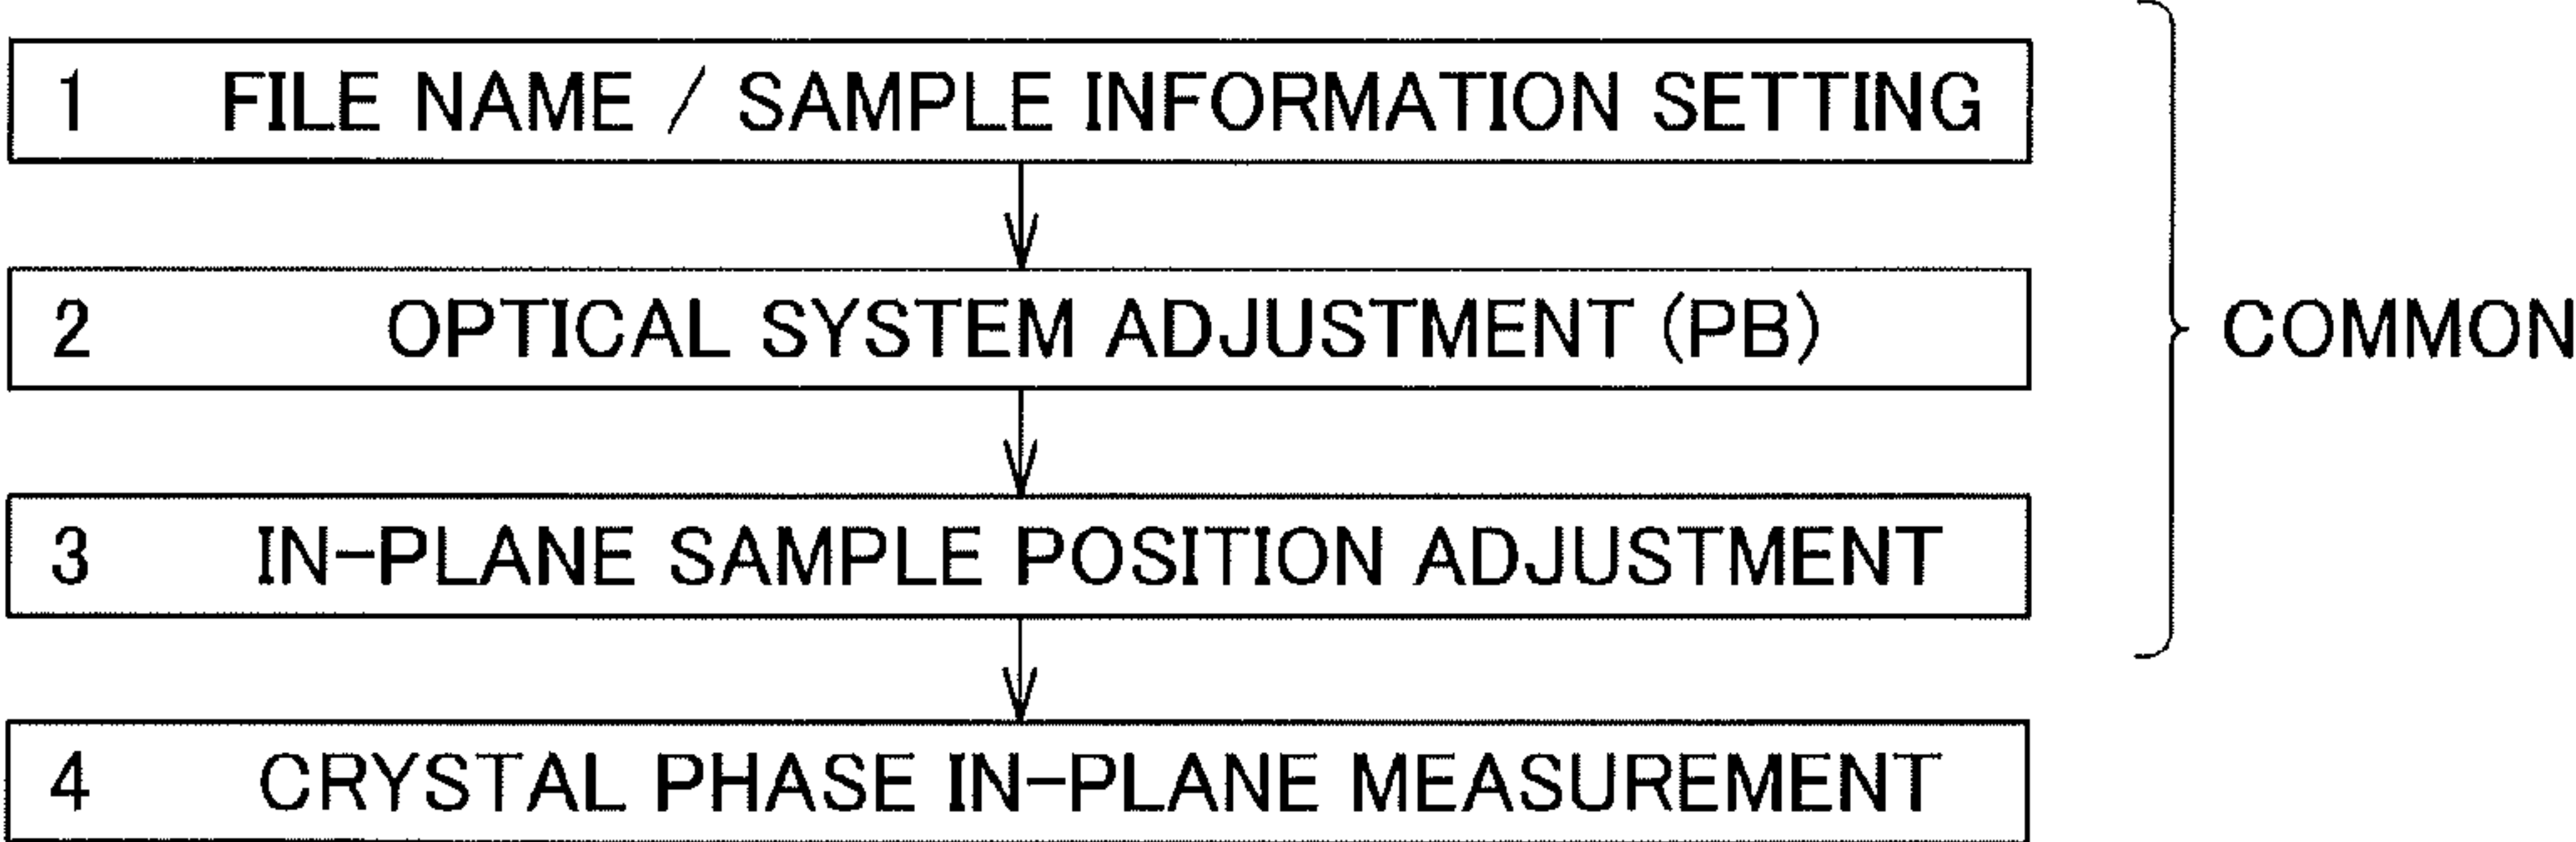 1 FILE NAME / SAMPLE INFORMATION SETTING
2 OPTICAL SYSTEM ADJUSTMENT (PB)
COMMON
3 IN-PLANE SAMPLE POSITION ADJUSTMENT
4 CRYSTAL PHASE IN-PLANE MEASUREMENT